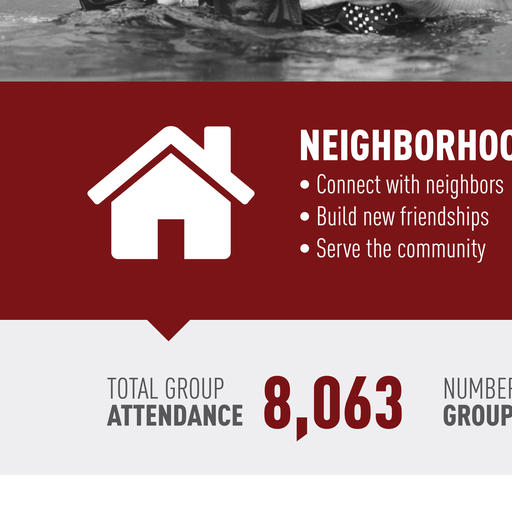 NEIGHBORHOO
• Connect with neighbors
• Build new friendships
• Serve the community
TOTAL GROUP
ATTENDANCE
8,063
NUMBER
GROUP